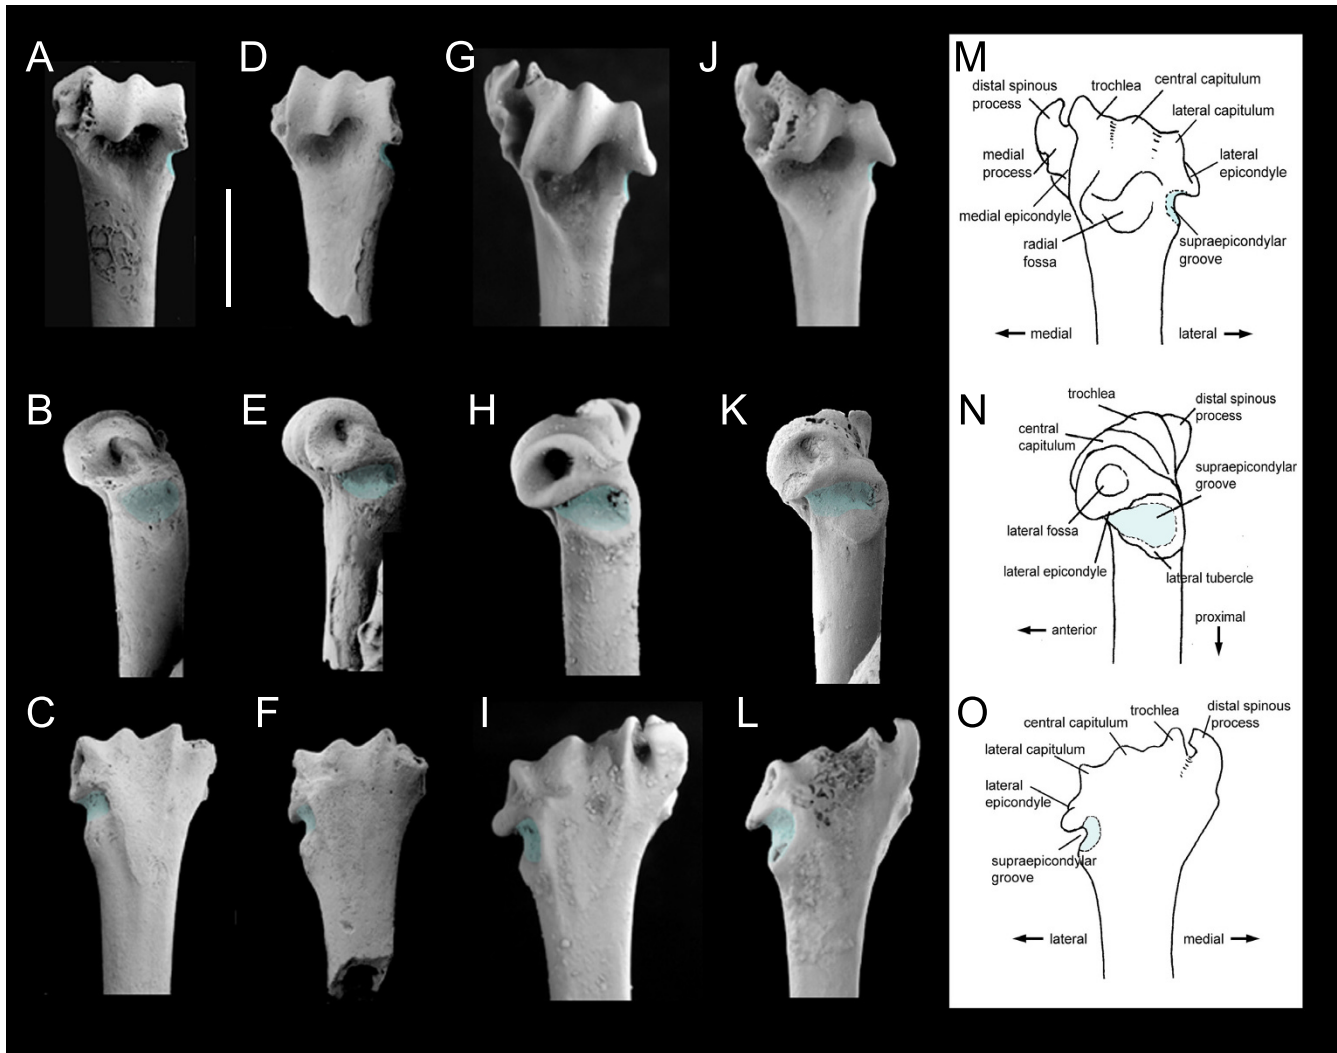 A
D
G
J
M
distal spinous
process
trochlea
central capitulum
lateral capitulum
medial
process
lateral
epicondyle
medial epicondyle
radial
fossa
supraepicondylar
groove
medial
lateral
B
E
H
K
N
trochlea
distal spinous
process
central
capitulum
supraepicondylar
groove
lateral fossa
lateral epicondyle
lateral tubercle
anterior
proximal
C
F
I
L
O
trochlea
distal spinous
process
central capitulum
lateral capitulum
lateral
epicondyle
supraepicondylar
groove
lateral
medial